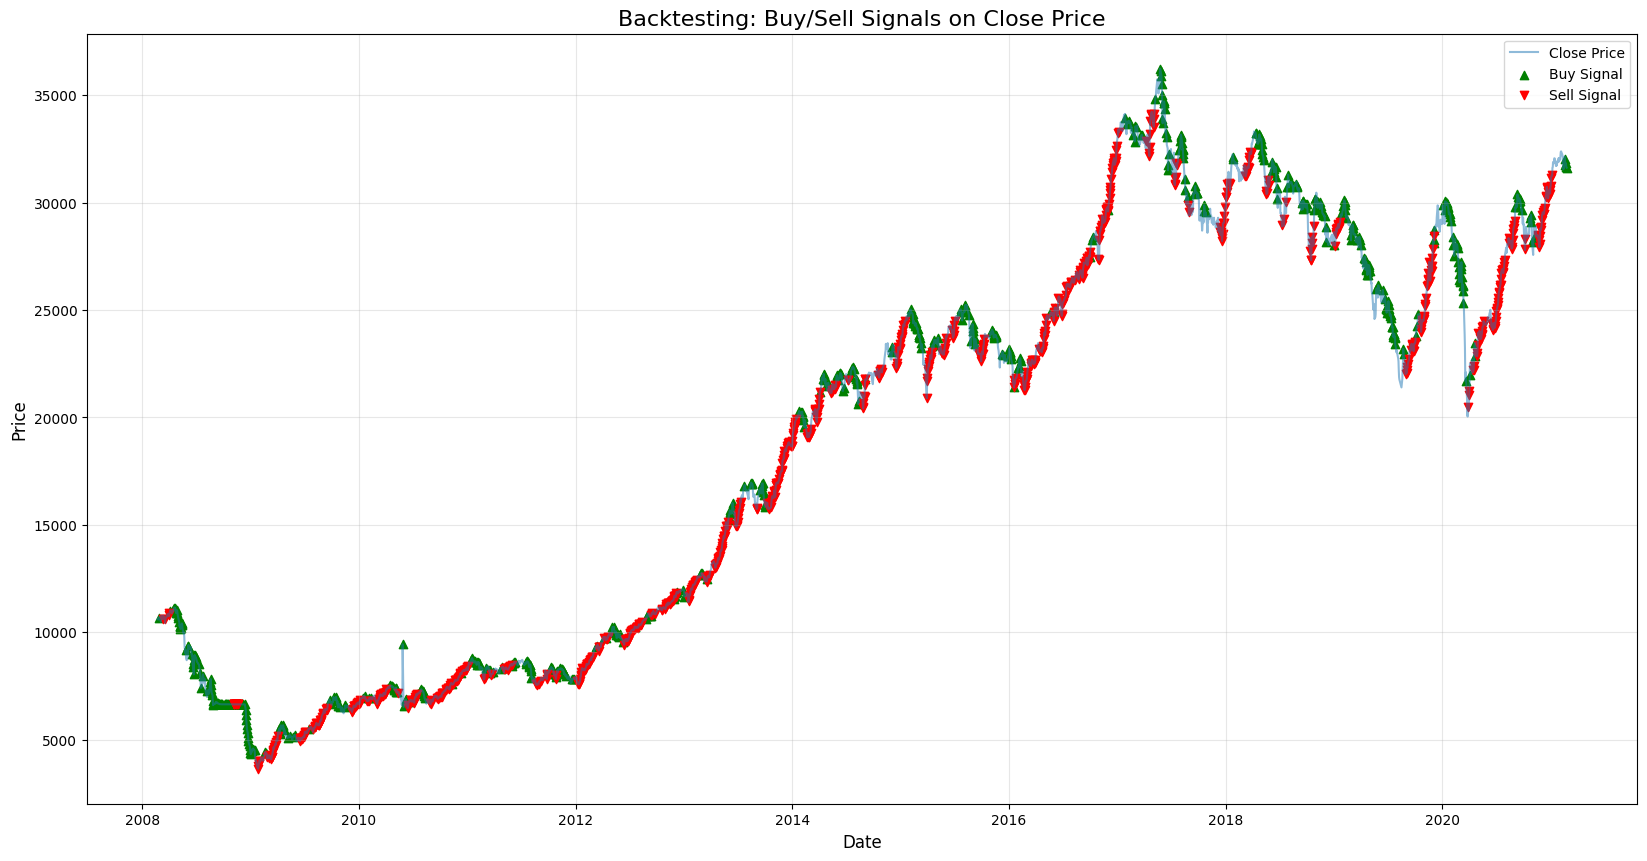 Backtesting: Buy/Sell Signals on Close Price
Close Price
Buy Signal
Sell Signal
Price
35000
30000
25000
20000
15000
10000
5000
2008
2010
2012
2014
2016
2018
2020
Date